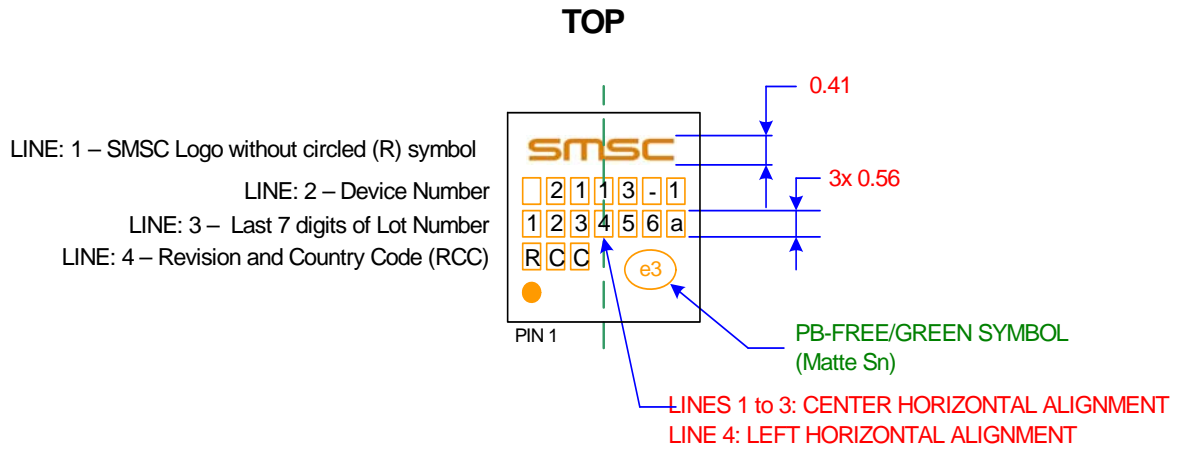 TOP
0.41
LINE: 1 – SMSC Logo without circled (R) symbol
SMSC
3x 0.56
LINE: 2 – Device Number
2113-1
LINE: 3 – Last 7 digits of Lot Number
123456a
LINE: 4 – Revision and Country Code (RCC)
RCC
e3
PIN 1
PB-FREE/GREEN SYMBOL
(Matte Sn)
LINES 1 to 3: CENTER HORIZONTAL ALIGNMENT
LINE 4: LEFT HORIZONTAL ALIGNMENT